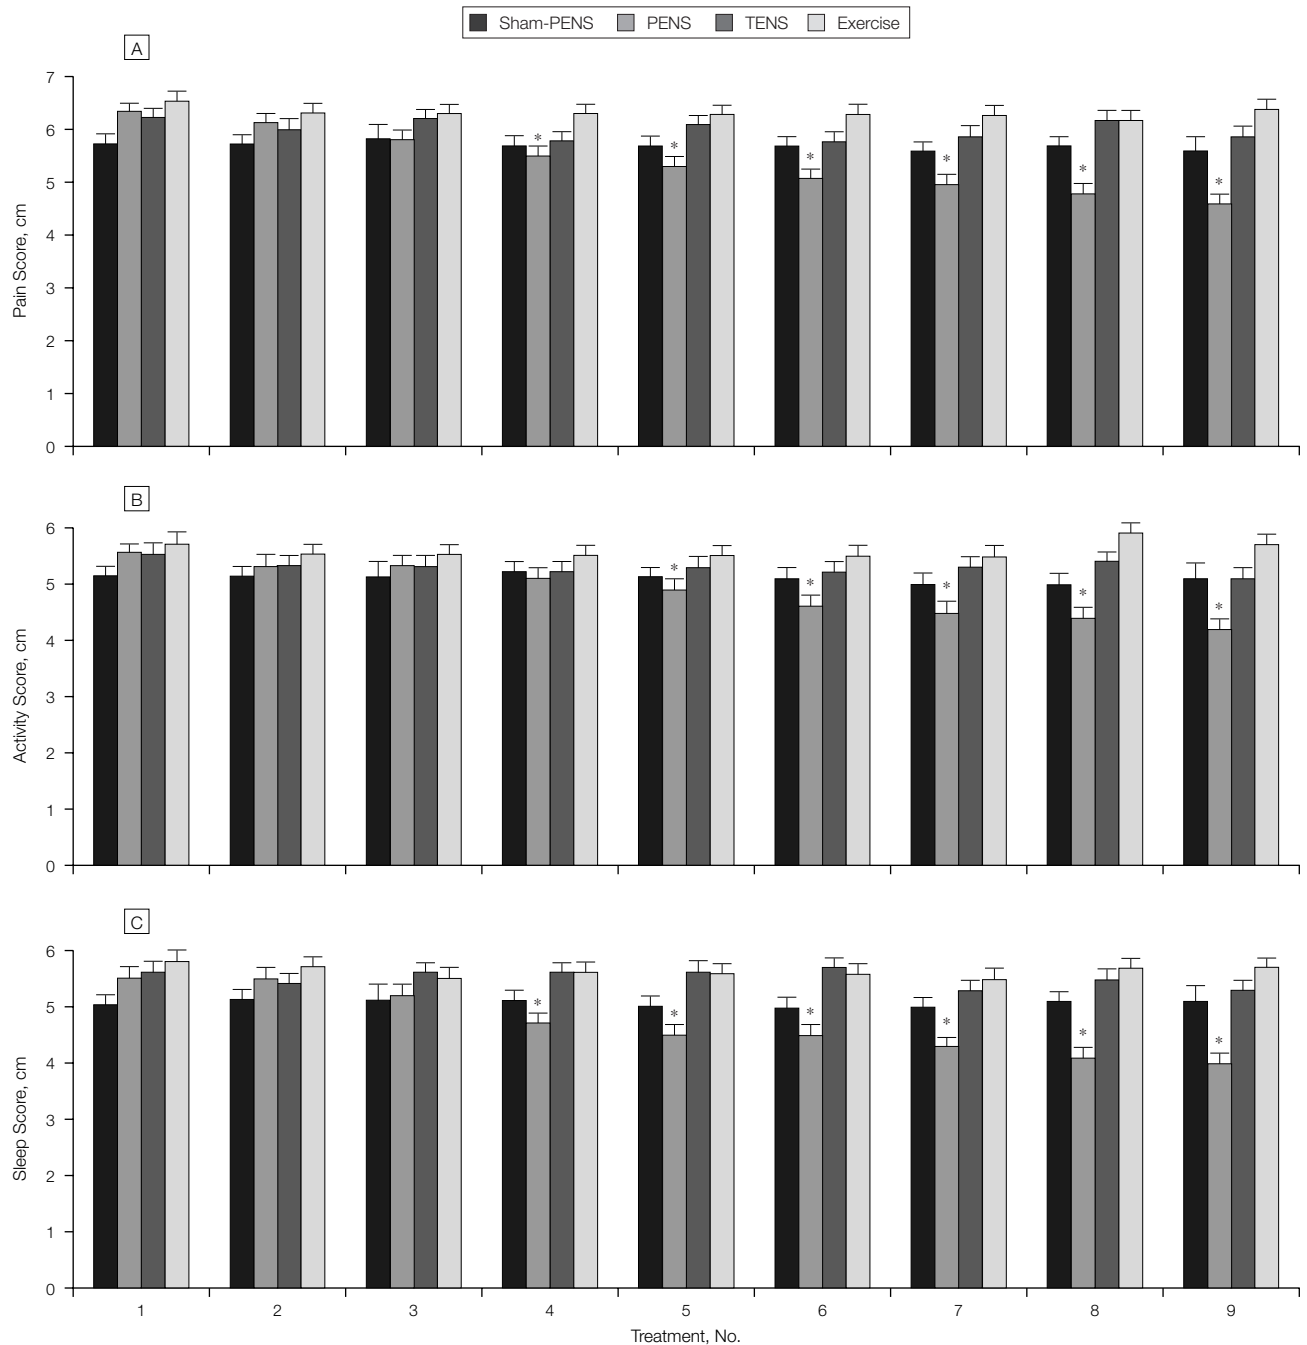 Sham-PENS PENS TENS Exercise
A
7
6
5
4
3
2
1
0
Pain Score, cm
* * * * * *
B
6
5
4
3
2
1
0
Activity Score, cm
* * * * *
C
6
5
4
3
2
1
0
Sleep Score, cm
* * * * * *
1 2 3 4 5 6 7 8 9
Treatment, No.